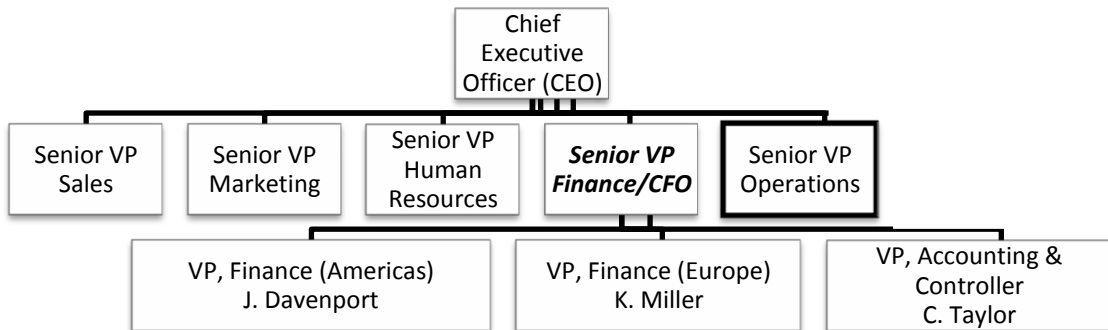 Chief
Executive
Officer (CEO)
Senior VP
Sales
Senior VP
Marketing
Senior VP
Human
Resources
Senior VP
Finance/CFO
Senior VP
Operations
VP, Finance (Americas)
J. Davenport
VP, Finance (Europe)
K. Miller
VP, Accounting &
Controller
C. Taylor